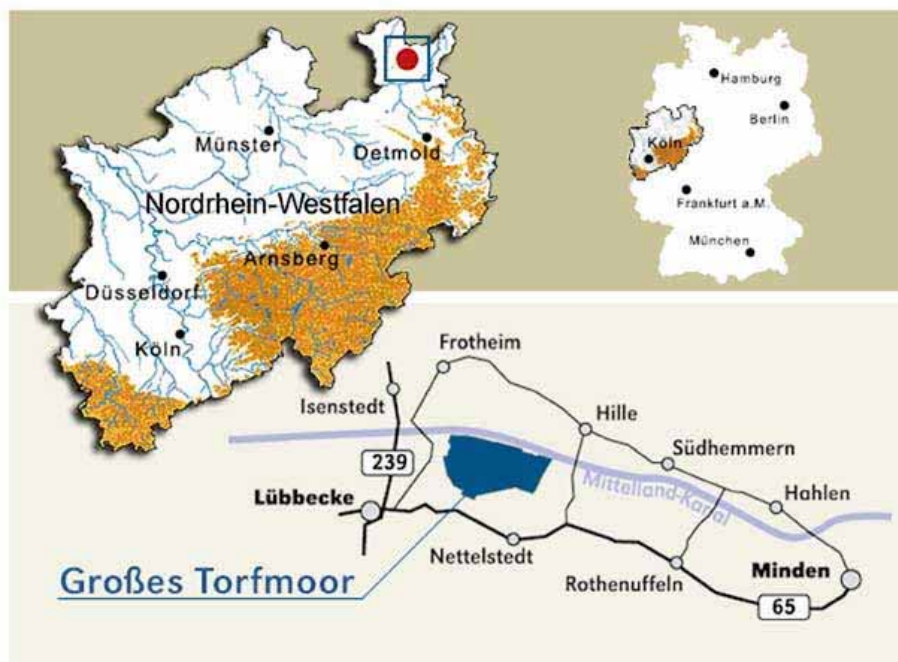 Münster
Detmold
Nordrhein-Westfalen
Arnsberg
Düsseldorf
Köln
Hamburg
Berlin
Köln
Frankfurt a.M.
München
Frotheim
Isenstedt
Hille
Südhemmern
239
Mittelland-Kanal
Hahlen
Lübbecke
Nettelstedt
Rothenuffeln
Minden
Großes Torfmoor
65